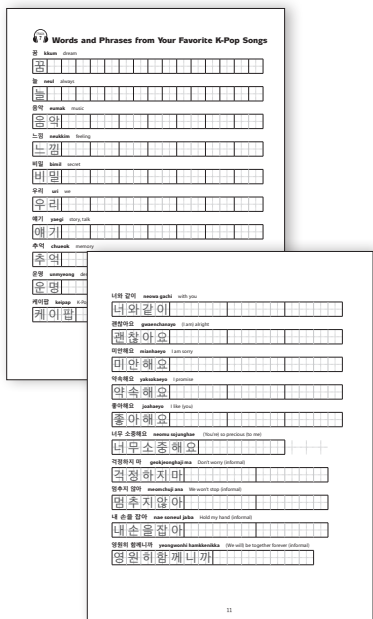 Words and Phrases from Your Favorite K-Pop Songs
꿈 kkum dream
꿈
늘 neul always
늘
음악 eumak music
음악
느낌 neukkim feeling
느낌
비밀 bimil secret
비밀
우리 uri we
우리
얘기 yaegi story, talk
얘기
추억 chueok memory
추억
운명 unmyeong
운명
케이팝 keipap
케이팝
너와 같이 neowa gachi with you
너와같이
괜찮아요 gwaenchanayo (I am) alright
괜찮아요
미안해요 mianhaeyo I am sorry
미안해요
약속해요 yaksokaeyo I promise
약속해요
좋아해요 joahaeyo I like (you)
좋아해요
너무 소중해요 neomu sojunghae (You're) so precious (to me)
너무소중해요
걱정하지 마 geokjeonghaji ma Don't worry (informal)
걱정하지마
멈추지 않아 meomchuji ana We won't stop (informal)
멈추지않아
내 손을 잡아 nae soneul jaba Hold my hand (informal)
내손을잡아
영원히 함께니까 yeongwonhi hamkkenikka (We will) be together forever (informal)
영원히함께니까
11